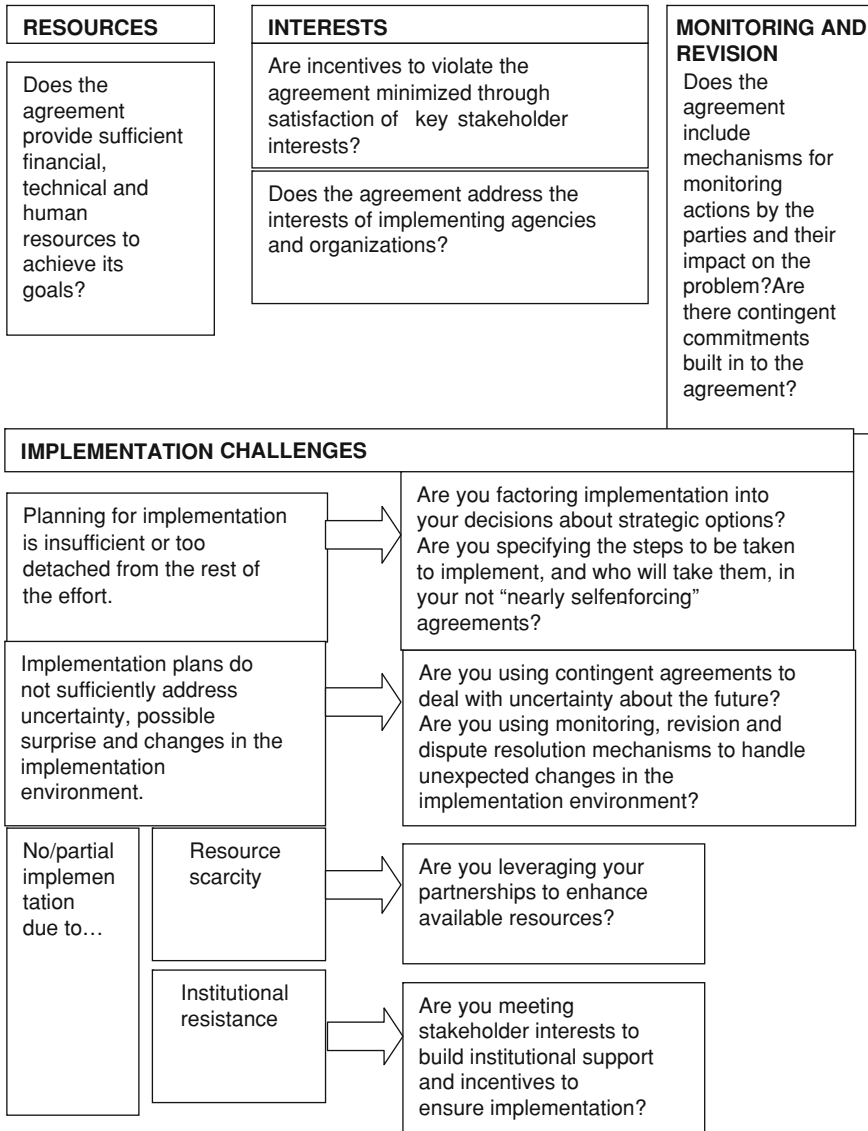 RESOURCES
Does the
agreement
provide sufficient
financial,
technical and
human
resources to
achieve its
goals?
INTERESTS
Are incentives to violate the
agreement minimized through
satisfaction of key stakeholder
interests?
Does the agreement address the
interests of implementing agencies
and organizations?
MONITORING AND
REVISION
Does the
agreement
include
mechanisms for
monitoring
actions by the
parties and their
impact on the
problem?Are
there contingent
commitments
built in to the
agreement?
IMPLEMENTATION CHALLENGES
Planning for implementation
is insufficient or too
detached from the rest of
the effort.
Are you factoring implementation into
your decisions about strategic options?
Are you specifying the steps to be taken
to implement, and who will take them, in
your not “nearly selfenforcing”
agreements?
Implementation plans do
not sufficiently address
uncertainty, possible
surprise and changes in the
implementation
environment.
Are you using contingent agreements to
deal with uncertainty about the future?
Are you using monitoring, revision and
dispute resolution mechanisms to handle
unexpected changes in the
implementation environment?
No/partial
implemen
tation
due to…
Resource
scarcity
Are you leveraging your
partnerships to enhance
available resources?
Institutional
resistance
Are you meeting
stakeholder interests to
build institutional support
and incentives to
ensure implementation?